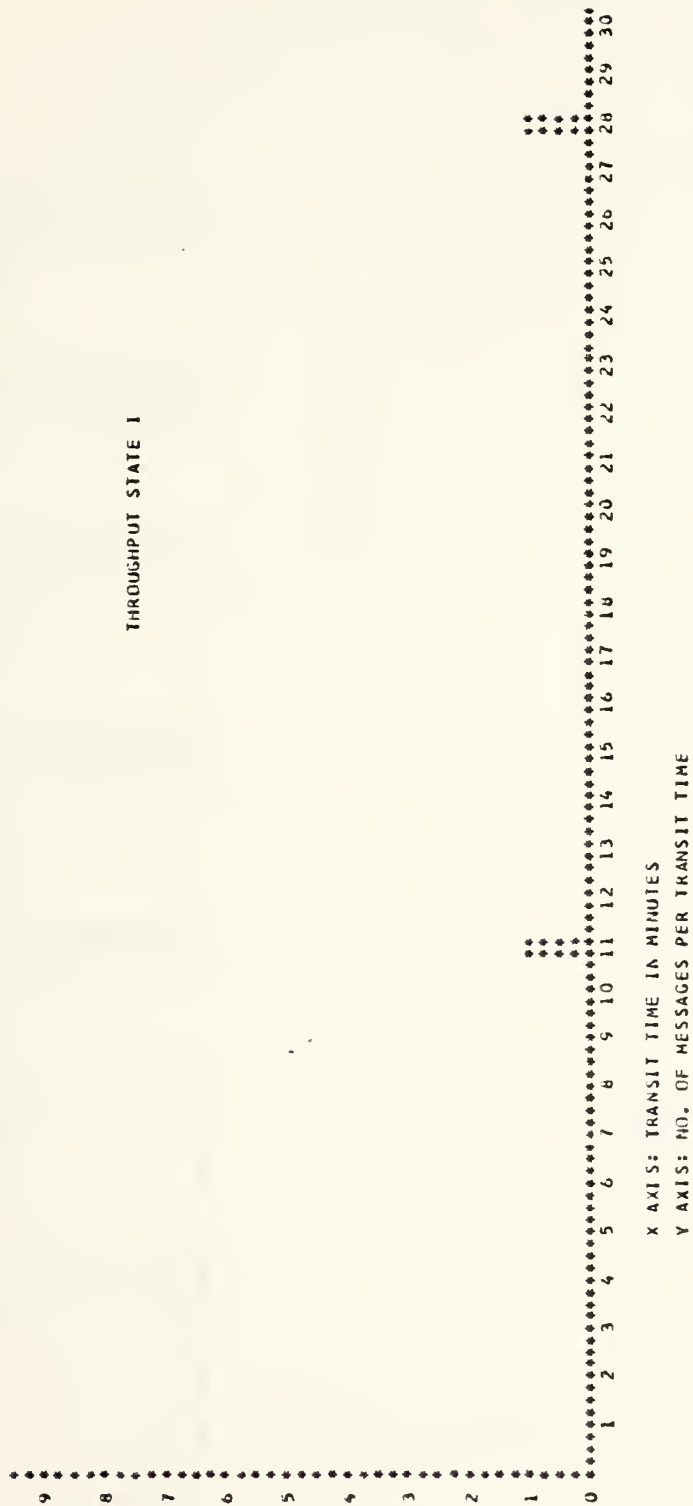 THROUGHPUT STATE 1
9
8
7
6
5
4
3
2
1
0
1 2 3 4 5 6 7 8 9 10 11 12 13 14 15 16 17 18 19 20 21 22 23 24 25 26 27 28 29 30
X AXIS: TRANSIT TIME IN MINUTES
Y AXIS: NO. OF MESSAGES PER TRANSIT TIME